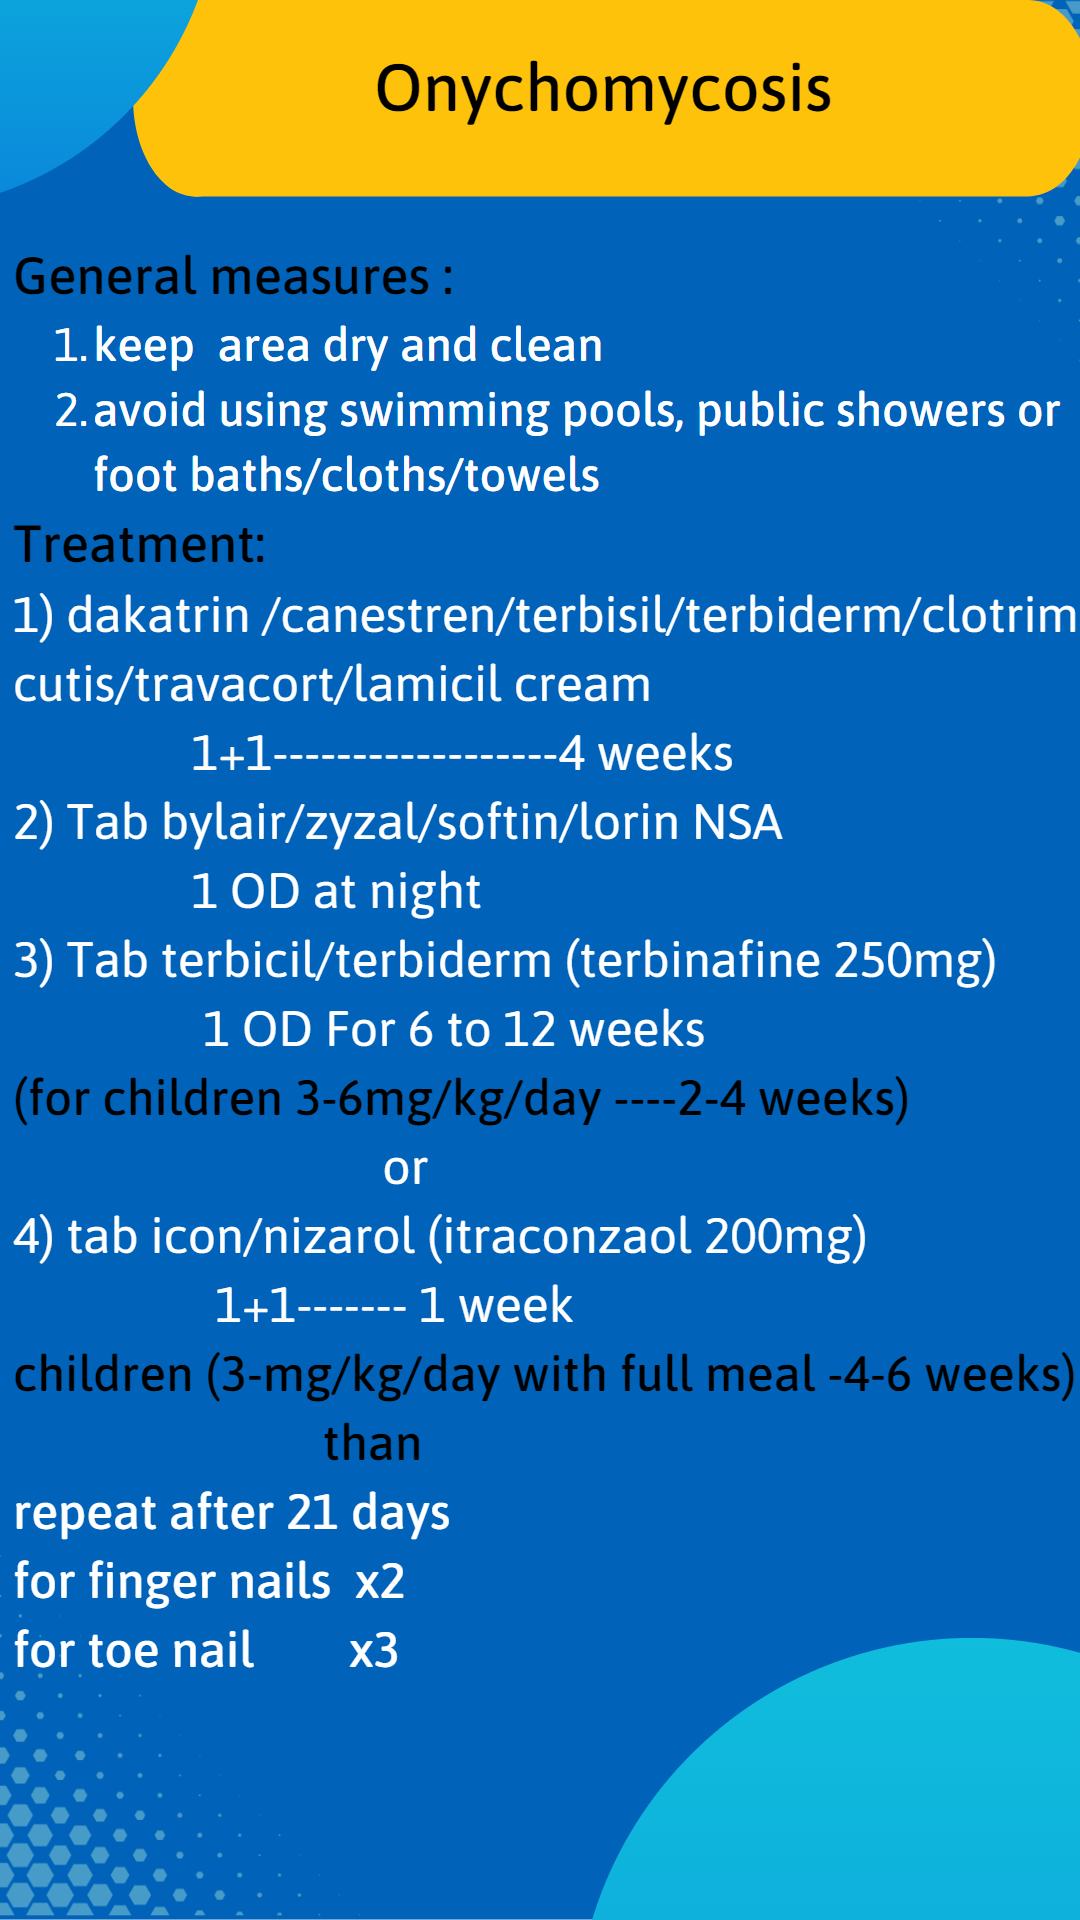 Onychomycosis
General measures :
1. keep area dry and clean
2. avoid using swimming pools, public showers or
foot baths/cloths/towels
Treatment:
1) dakatrin /canestren/terbisil/terbiderm/clotrim
cutis/travacort/lamicil cream
1+1------------------4 weeks
2) Tab bylair/zyzal/softin/lorin NSA
1 OD at night
3) Tab terbicil/terbiderm (terbinafine 250mg)
1 OD For 6 to 12 weeks
(for children 3-6mg/kg/day ----2-4 weeks)
or
4) tab icon/nizarol (itraconzaol 200mg)
1+1------- 1 week
children (3-mg/kg/day with full meal -4-6 weeks)
than
repeat after 21 days
for finger nails x2
for toe nail x3